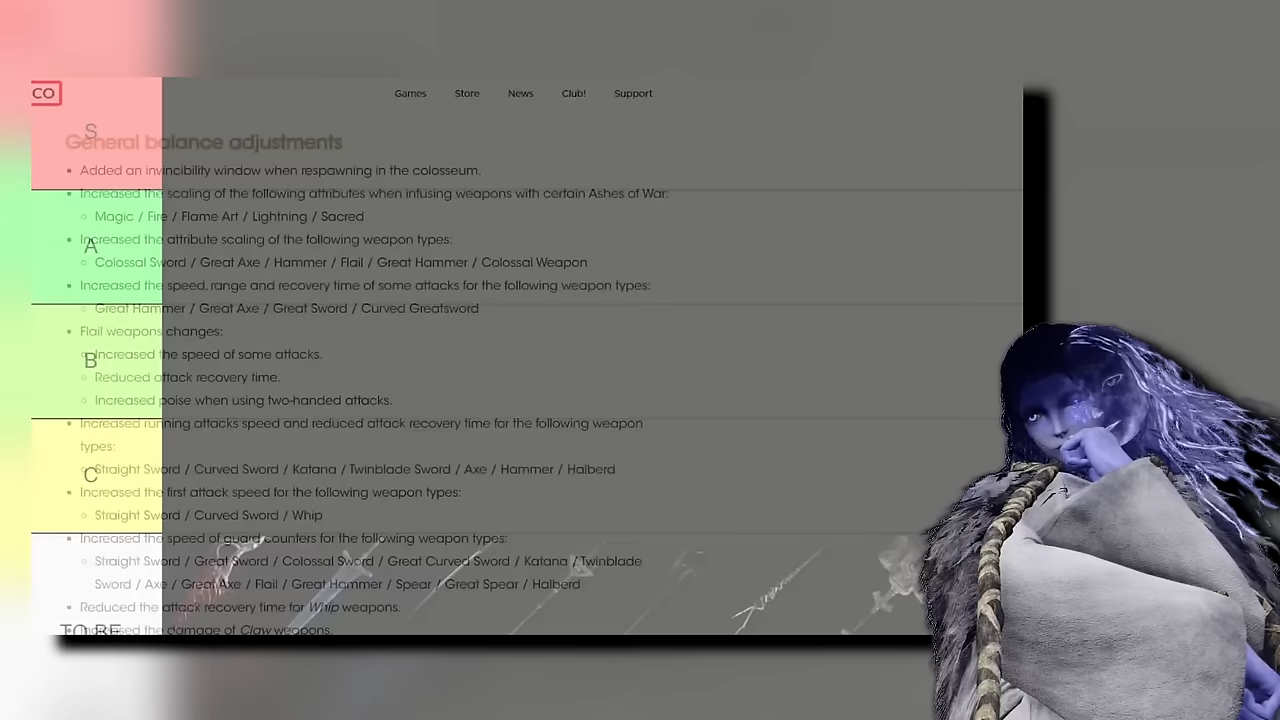 CO
Games Store News Club! Support
S
General balance adjustments
Added an invincibility window when respawning in the colosseum.
Increased the scaling of the following attributes when infusing weapons with certain Ashes of War:
Magic / Fire / Flame Art / Lightning / Sacred
A
Increased the attribute scaling of the following weapon types:
Colossal Sword / Great Axe / Hammer / Flail / Great Hammer / Colossal Weapon
Increased the speed, range and recovery time of some attacks for the following weapon types:
Great Hammer / Great Axe / Great Sword / Curved Greatsword
Flail weapons changes:
Increased the speed of some attacks.
B
Reduced attack recovery time.
Increased poise when using two-handed attacks.
Increased running attacks speed and reduced attack recovery time for the following weapon
types:
Straight Sword / Curved Sword / Katana / Twinblade Sword / Axe / Hammer / Halberd
C
Increased the first attack speed for the following weapon types:
Straight Sword / Curved Sword / Whip
Increased the speed of guard counters for the following weapon types:
Straight Sword / Great Sword / Colossal Sword / Great Curved Sword / Katana / Twinblade
Sword / Axe / Great Axe / Flail / Great Hammer / Spear / Great Spear / Halberd
Reduced the attack recovery time for Whip weapons.
Increased the damage of Claw weapons.
TO BE